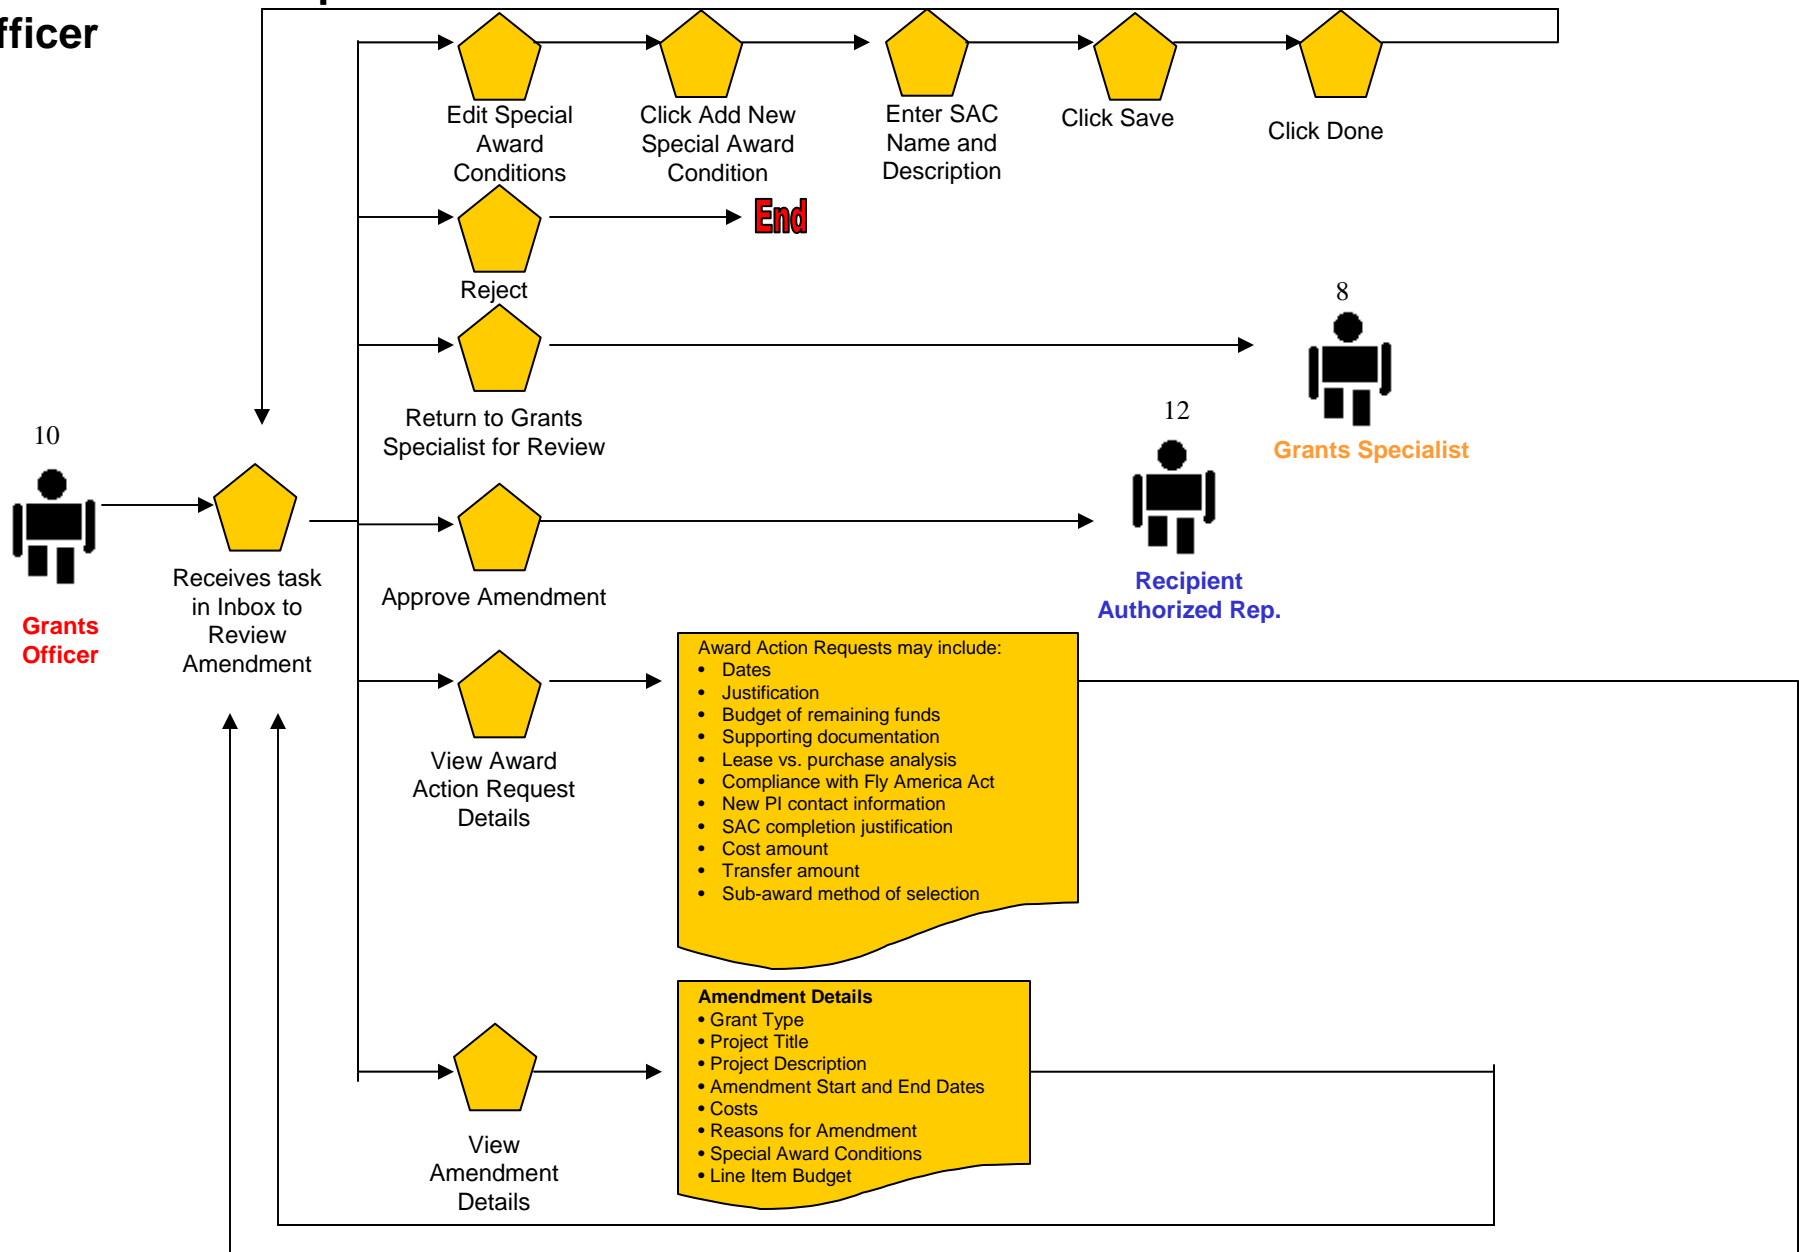 fficer
Edit Special
Award
Conditions
Click Add New
Special Award
Condition
Enter SAC
Name and
Description
Click Save
Click Done
End
Reject
8
Return to Grants
Specialist for Review
12
Grants Specialist
10
Receives task
in Inbox to
Review
Amendment
Grants
Officer
Approve Amendment
Recipient
Authorized Rep.
View Award
Action Request
Details
Award Action Requests may include:
• Dates
• Justification
• Budget of remaining funds
• Supporting documentation
• Lease vs. purchase analysis
• Compliance with Fly America Act
• New PI contact information
• SAC completion justification
• Cost amount
• Transfer amount
• Sub-award method of selection
View
Amendment
Details
Amendment Details
• Grant Type
• Project Title
• Project Description
• Amendment Start and End Dates
• Costs
• Reasons for Amendment
• Special Award Conditions
• Line Item Budget